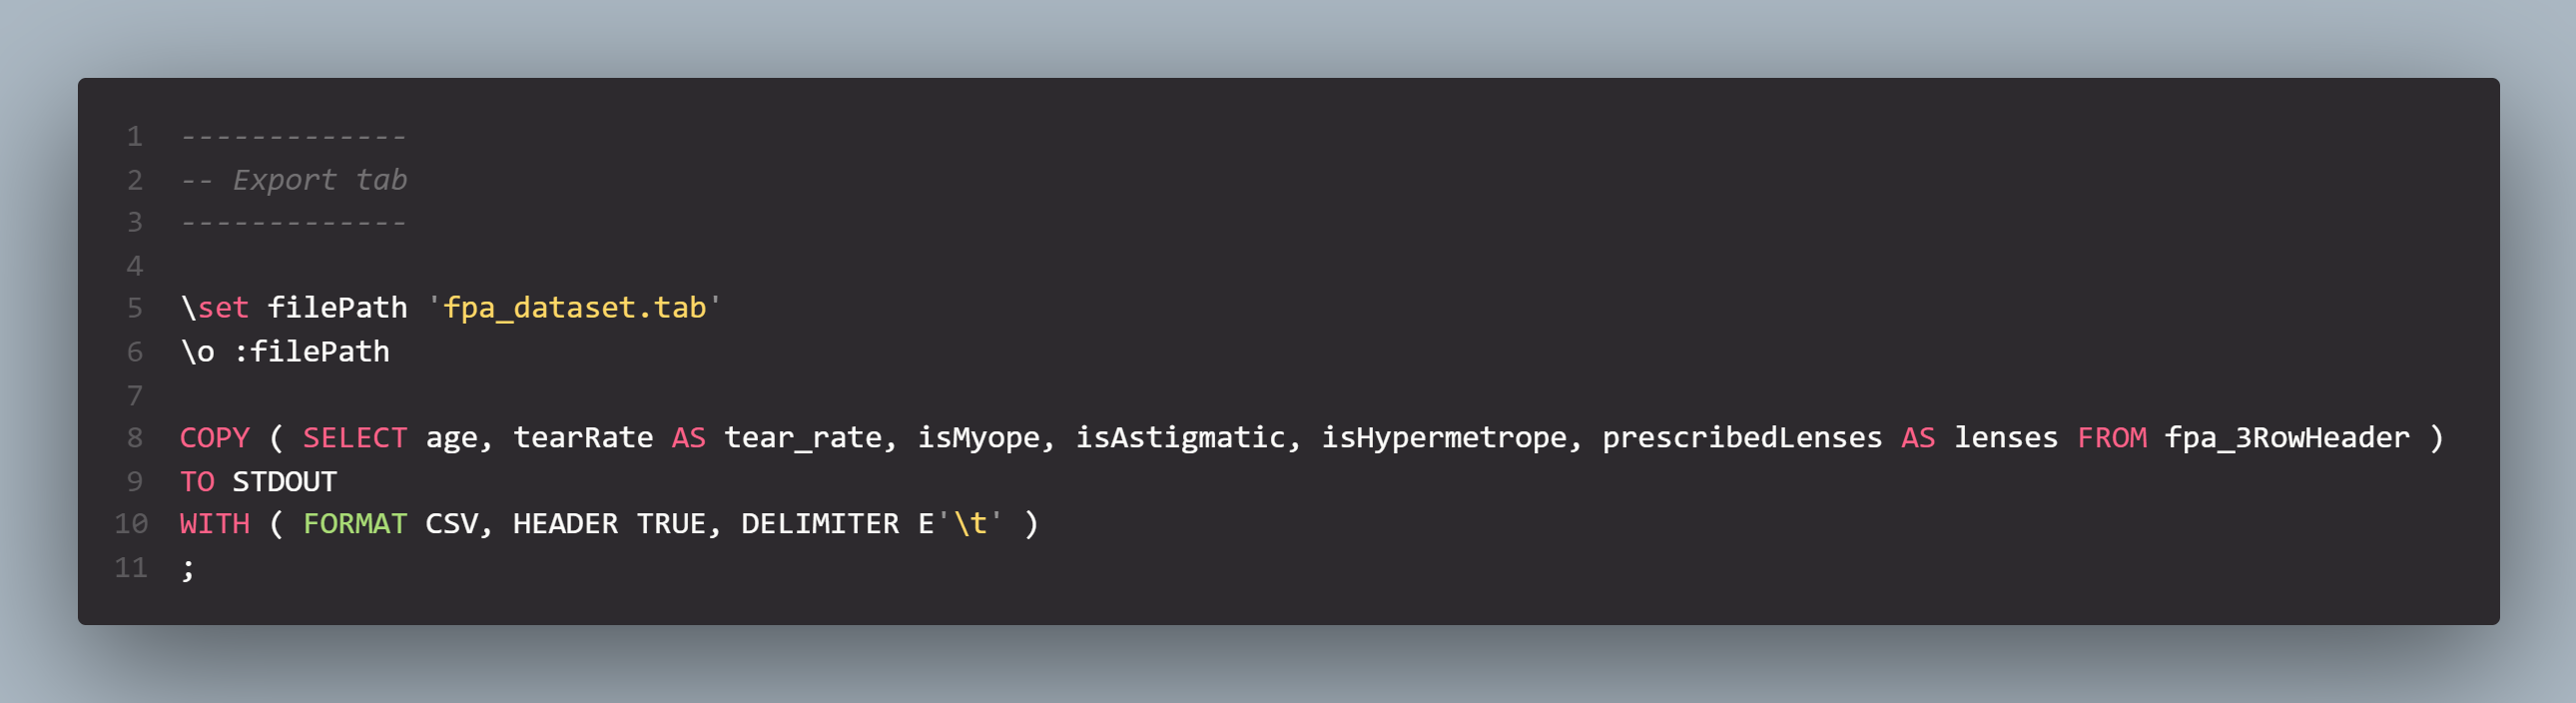 1 -------------
2 -- Export tab
3 -------------
4
5 \set filePath 'fpa_dataset.tab'
6 \o :filePath
7
8 COPY ( SELECT age, tearRate AS tear_rate, isMyope, isAstigmatic, isHypermetrope, prescribedLenses AS lenses FROM fpa_3RowHeader )
9 TO STDOUT
10 WITH ( FORMAT CSV, HEADER TRUE, DELIMITER E'\t' )
11 ;